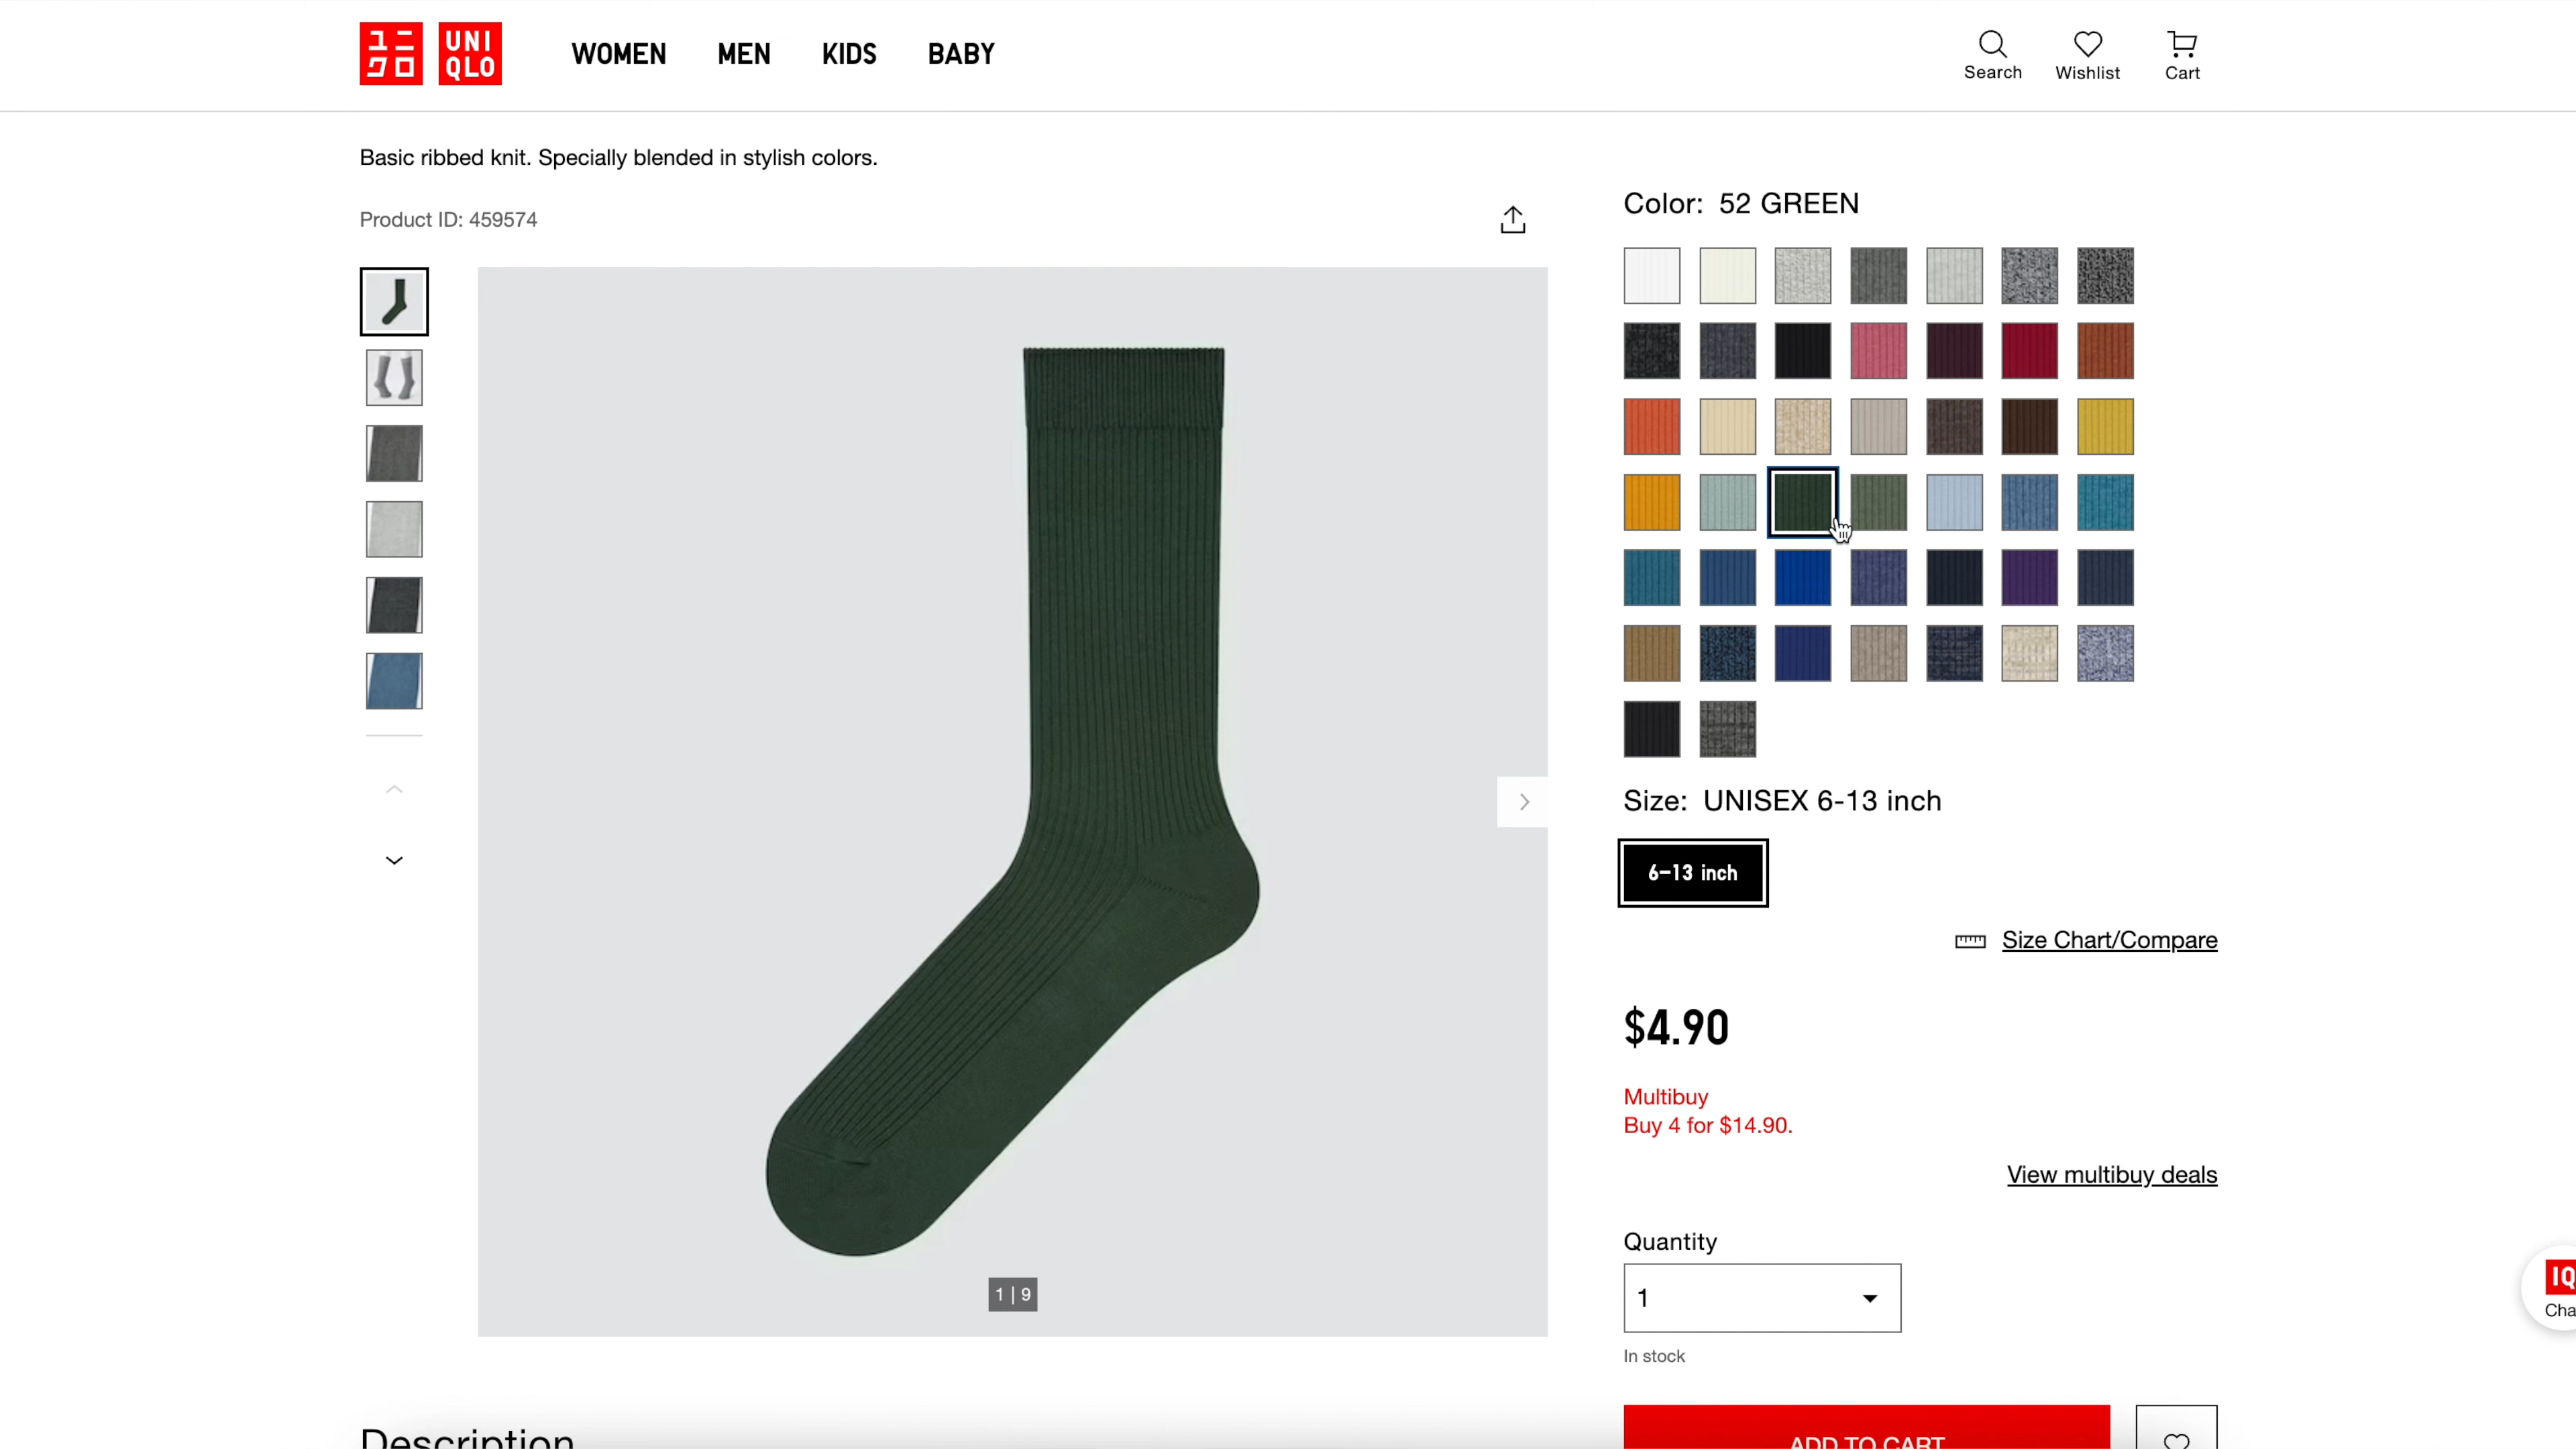 ユニ
クロ
UNI
QLO
WOMEN
MEN
KIDS
BABY
Search
Wishlist
Cart
Basic ribbed knit. Specially blended in stylish colors.
Product ID: 459574
1 | 9
Color: 52 GREEN
Size: UNISEX 6-13 inch
6-13 inch
Size Chart/Compare
$4.90
Multibuy
Buy 4 for $14.90.
View multibuy deals
Quantity
1
In stock
IQ
Cha
ADD TO CART
Description